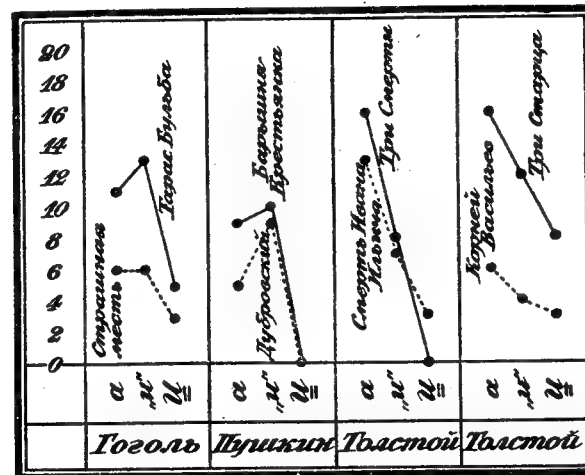 20
18
16
14
12
10
8
6
4
2
0
Страшная
месть
Тарас Бульба
Дубровский
Барышня
Крестьянка
Смерть Ивана
Ильича
Три Смерти
Корней
Васильев
Три Старца
а „и“ И
а „и“ И
а „и“ И
а „и“ И
Гоголь Пушкин Толстой Толстой